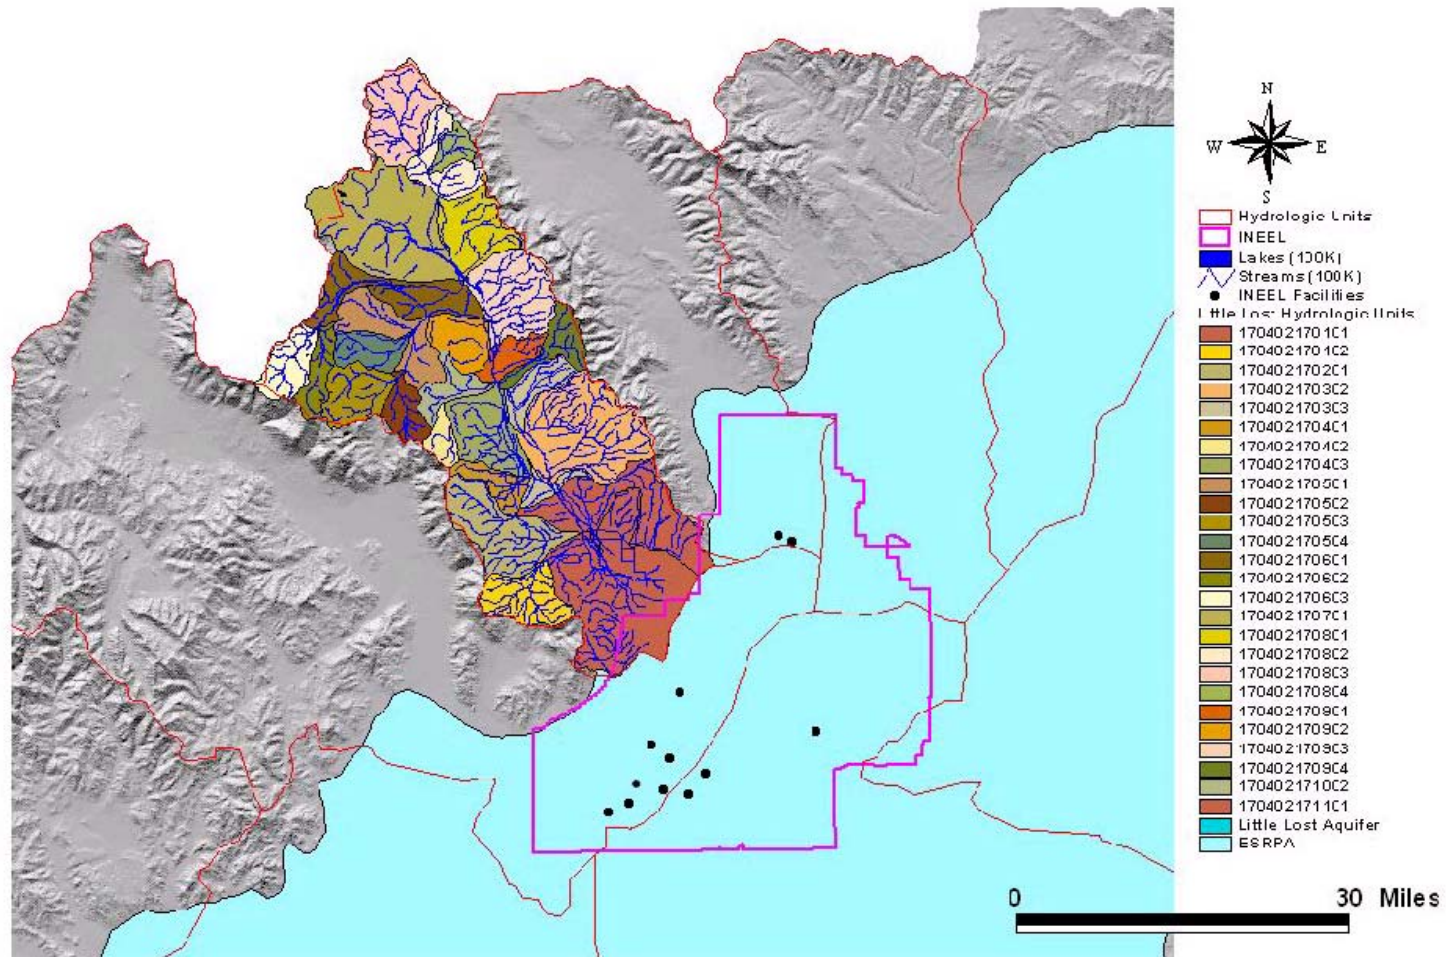 N
W E
S
Hydrologic Units
INEEL
Lakes (100K)
Streams (100K)
INEEL Facilities
Little Lost Hydrologic Units
170402170101
170402170102
170402170201
170402170302
170402170303
170402170401
170402170402
170402170403
170402170501
170402170502
170402170503
170402170504
170402170601
170402170602
170402170603
170402170701
170402170801
170402170802
170402170803
170402170804
170402170901
170402170902
170402170903
170402170904
170402171002
170402171101
Little Lost Aquifer
ESRPA
0 30 Miles